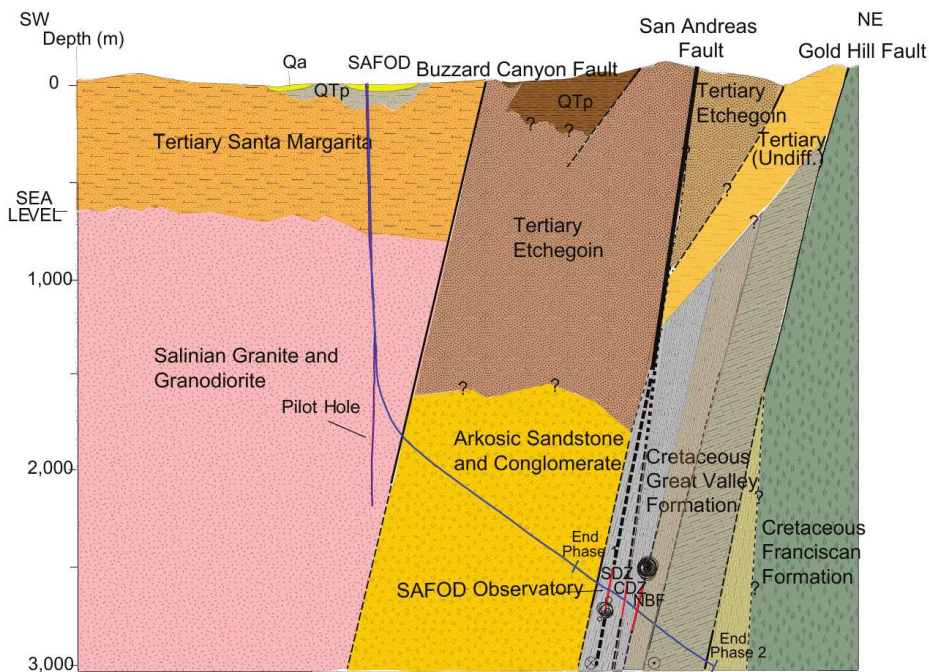 SW
NE
Depth (m)
San Andreas
Fault
Gold Hill Fault
Qa
SAFOD
Buzzard Canyon Fault
0
QTp
QTp
Tertiary
Etchegoin
Tertiary Santa Margarita
Tertiary
(Undiff.)
?
?
?
?
?
SEA
LEVEL
Tertiary
Etchegoin
1,000
Salinian Granite and
Granodiorite
?
?
Pilot Hole
Arkosic Sandstone
and Conglomerate
Cretaceous
Great Valley
Formation
2,000
?
Cretaceous
Franciscan
Formation
End
Phase 1
SDZ
CDZ
NBF
SAFOD Observatory
?
End
Phase 2
3,000